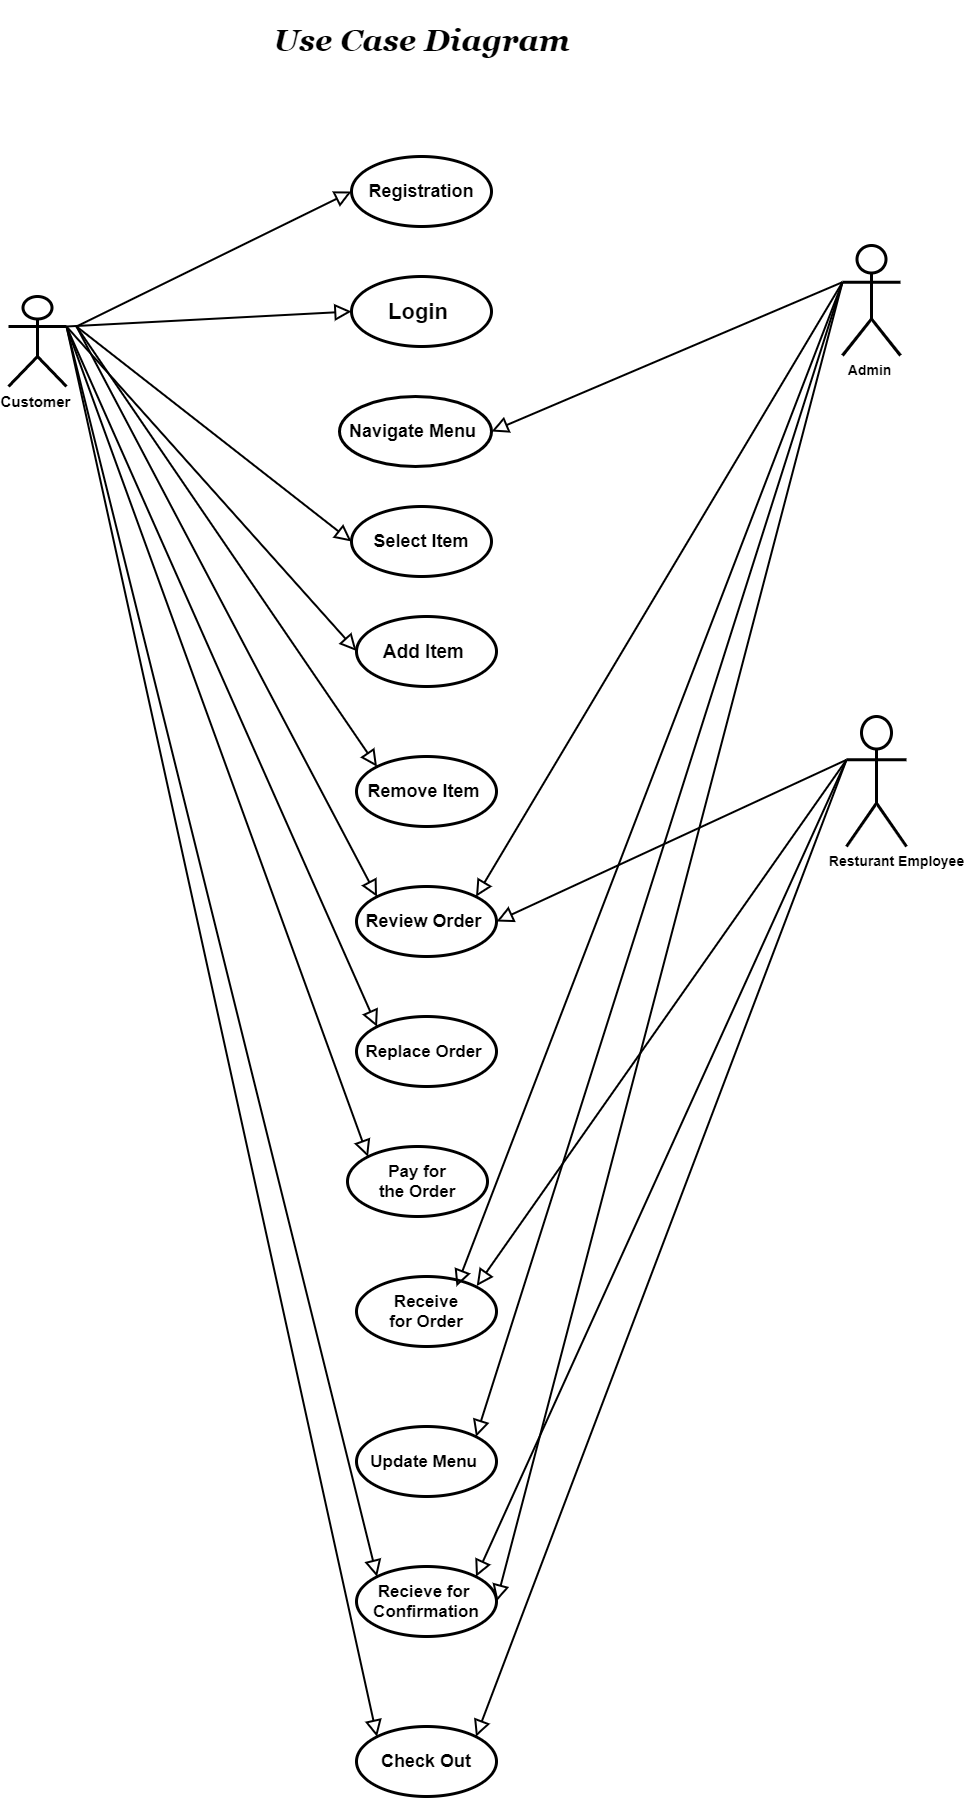 Use Case Diagram
Registration
Login
Customer
Admin
Navigate Menu
Select Item
Add Item
Remove Item
Resturant Employee
Review Order
Replace Order
Pay for
the Order
Receive
for Order
Update Menu
Recieve for
Confirmation
Check Out